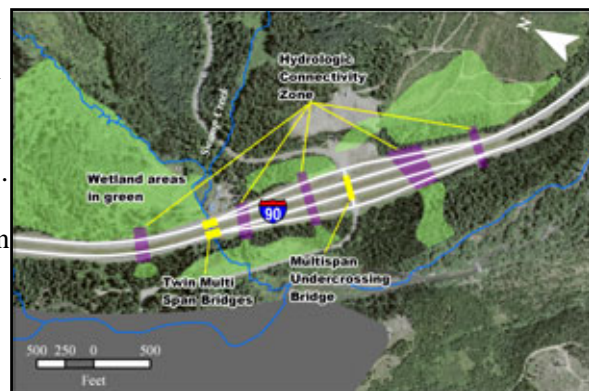 N
Hydrologic
Connectivity
Zone
Wetland areas
in green
90
Multispan
Undercrossing
Bridge
Twin Multi
Span Bridges
500 250 0 500
Feet